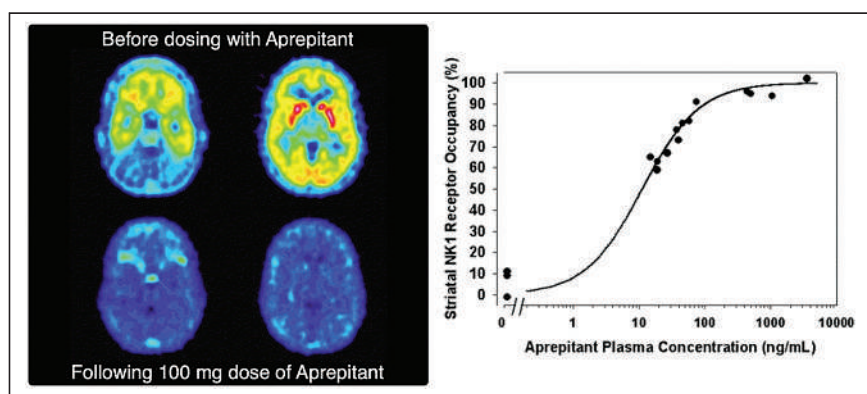 Before dosing with Aprepitant
Following 100 mg dose of Aprepitant
Striatal NK1 Receptor Occupancy (%)
100
90
80
70
60
50
40
30
20
10
0
0 1 10 100 1000 10000
Aprepitant Plasma Concentration (ng/mL)